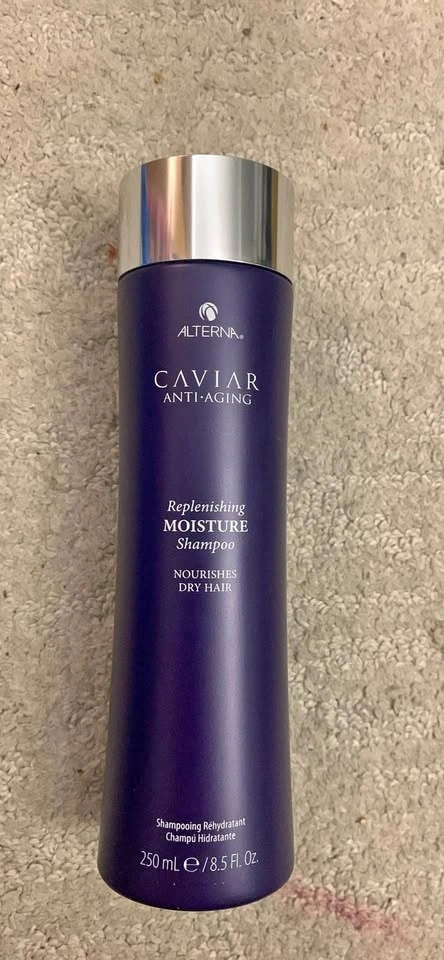 ALTERNA®
CAVIAR
ANTI·AGING
Replenishing
MOISTURE
Shampoo
NOURISHES
DRY HAIR
Shampooing Réhydratant
Champú Hidratante
250 mL ℮ / 8.5 Fl. Oz.